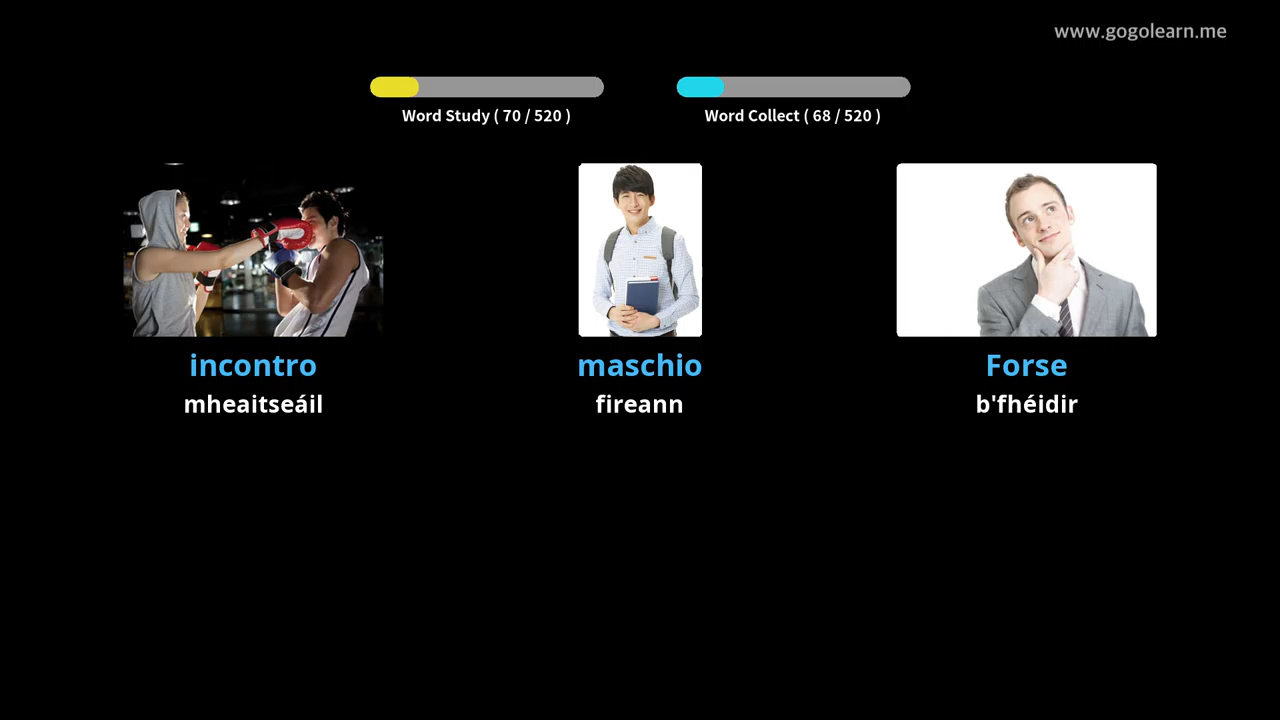 www.gogolearn.me
Word Study ( 70 / 520 )
Word Collect ( 68 / 520 )
incontro
mheaitseáil
maschio
fireann
Forse
b'fhéidir